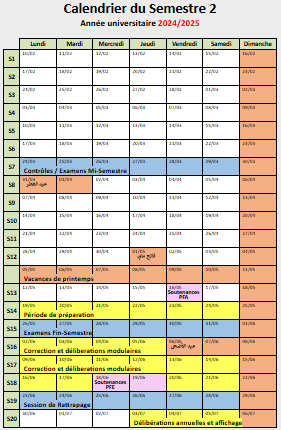 Calendrier du Semestre 2
Année universitaire 2024/2025
Lundi Mardi Mercredi Jeudi Vendredi Samedi Dimanche
S1 10/02 11/02 12/02 13/02 14/02 15/02 16/02
S2 17/02 18/02 19/02 20/02 21/02 22/02 23/02
S3 24/02 25/02 26/02 27/02 28/02 01/03 02/03
S4 03/03 04/03 05/03 06/03 07/03 08/03 09/03
S5 10/03 11/03 12/03 13/03 14/03 15/03 16/03
S6 17/03 18/03 19/03 20/03 21/03 22/03 23/03
S7 24/03 25/03 26/03 27/03 28/03 29/03 30/03
Contrôles / Examens Mi-Semestre
S8 31/03 01/04 02/04 03/04 04/04 05/04 06/04
عيد الفطر
S9 07/04 08/04 09/04 10/04 11/04 12/04 13/04
S10 14/04 15/04 16/04 17/04 18/04 19/04 20/04
S11 21/04 22/04 23/04 24/04 25/04 26/04 27/04
S12 28/04 29/04 30/04 01/05 02/05 03/05 04/05
فاتح ماي
05/05 06/05 07/05 08/05 09/05 10/05 11/05
Vacances de printemps
S13 12/05 13/05 14/05 15/05 16/05 17/05 18/05
Soutenances
PFA
S14 19/05 20/05 21/05 22/05 23/05 24/05 25/05
Période de préparation
S15 26/05 27/05 28/05 29/05 30/05 31/05 01/06
Examens Fin-Semestre
S16 02/06 03/06 04/06 05/06 06/06 07/06 08/06
Correction et délibérations modulaires
عيد الأضحى
S17 09/06 10/06 11/06 12/06 13/06 14/06 15/06
Correction et délibérations modulaires
S18 16/06 17/06 18/06 19/06 20/06 21/06 22/06
Soutenances
PFE
S19 23/06 24/06 25/06 26/06 27/06 28/06 29/06
Session de Rattrapage
S20 30/06 01/07 02/07 03/07 04/07 05/07 06/07
Délibérations annuelles et affichage